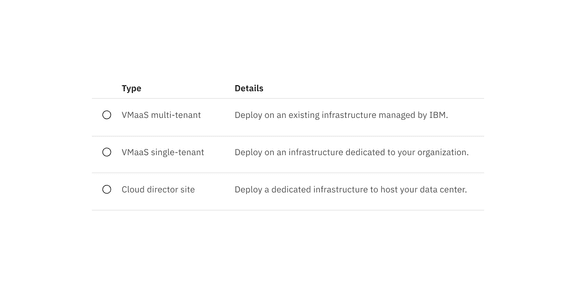 Type Details
VMaaS multi-tenant Deploy on an existing infrastructure managed by IBM.
VMaaS single-tenant Deploy on an infrastructure dedicated to your organization.
Cloud director site Deploy a dedicated infrastructure to host your data center.